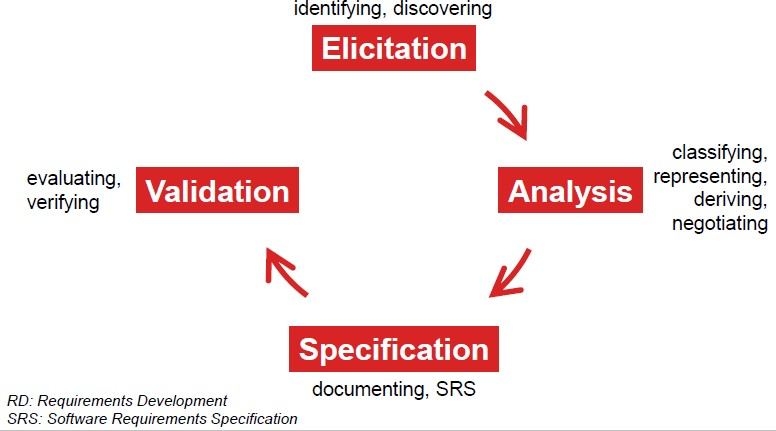 identifying, discovering
Elicitation
classifying,
representing,
deriving,
negotiating
Analysis
evaluating,
verifying
Validation
Specification
documenting, SRS
RD: Requirements Development
SRS: Software Requirements Specification